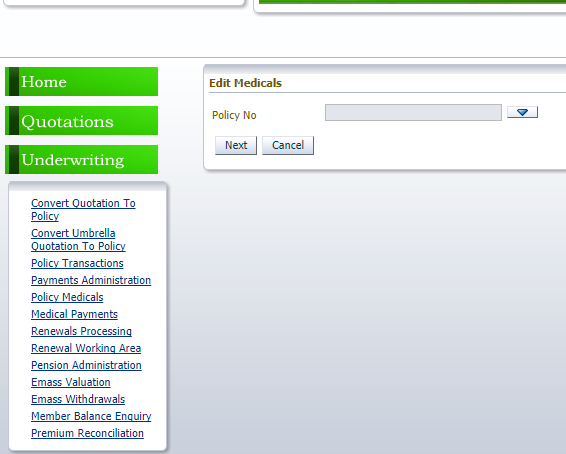 Home
Quotations
Underwriting
Convert Quotation To
Policy
Convert Umbrella
Quotation To Policy
Policy Transactions
Payments Administration
Policy Medicals
Medical Payments
Renewals Processing
Renewal Working Area
Pension Administration
Emass Valuation
Emass Withdrawals
Member Balance Enquiry
Premium Reconciliation
Edit Medicals
Policy No
Next Cancel